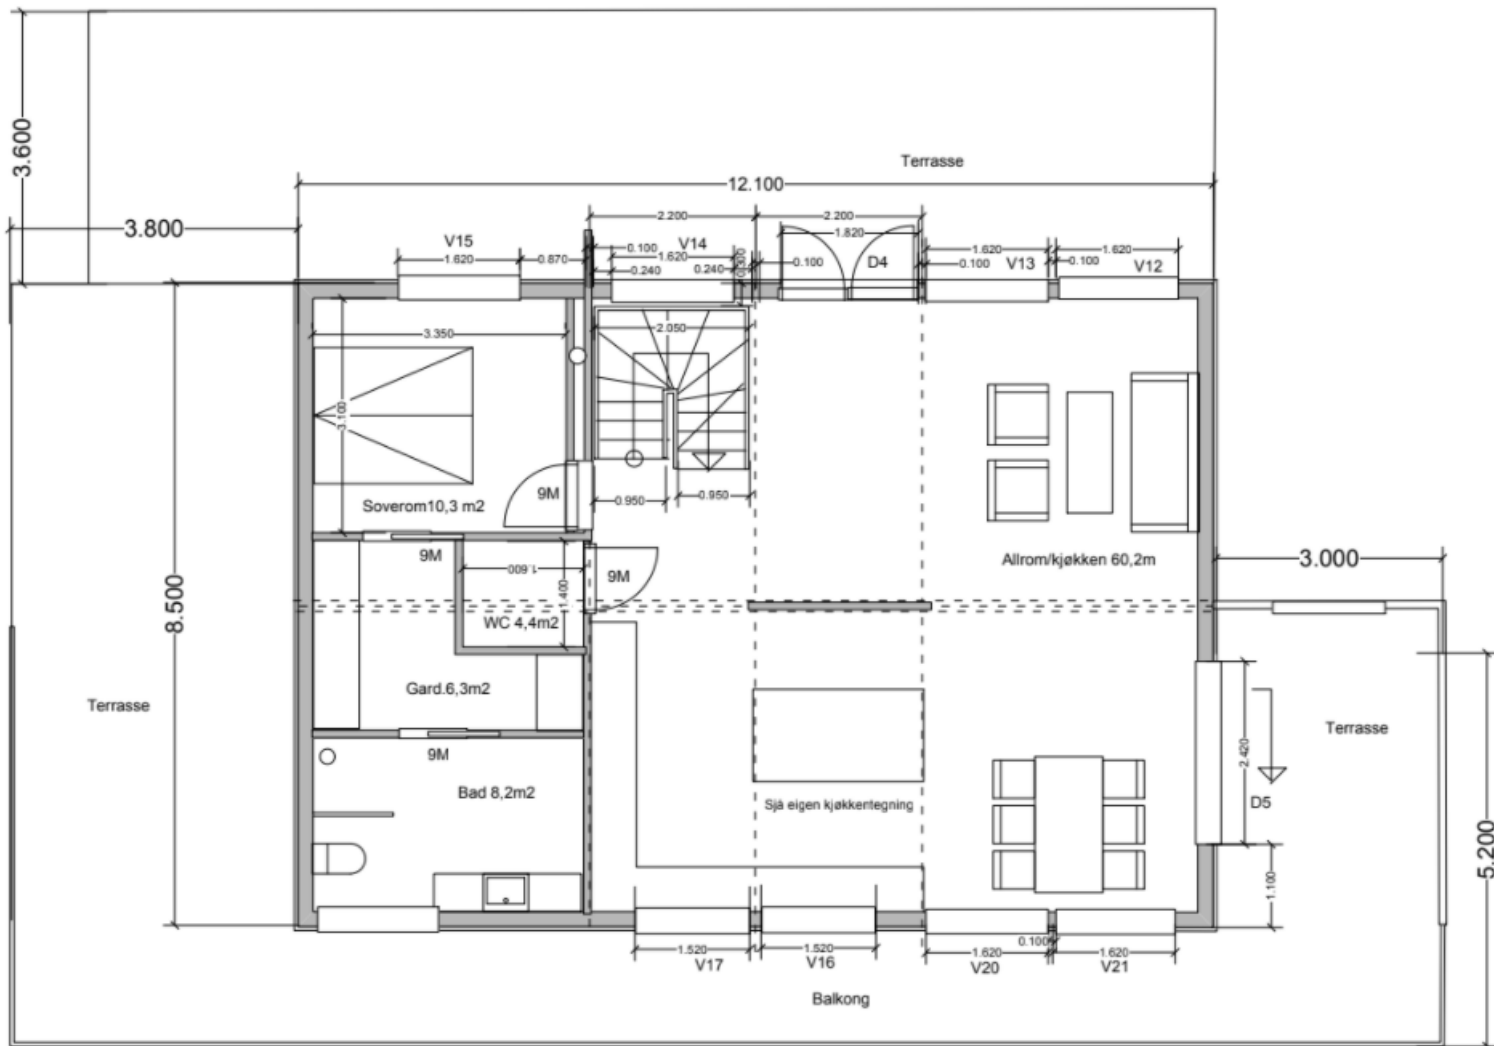 3.600
Terrasse
12.100
3.800
2.200
2.200
1.820
V15
V14
D4
V13
V12
1.620
0.870
0.100
1.620
0.240
0.240
0.300
0.100
1.620
0.100
1.620
0.100
3.350
2.050
3.100
Soverom10,3 m2
9M
0.950
0.950
9M
1.600
9M
1.400
Allrom/kjøkken 60,2m
3.000
8.500
WC 4,4m2
Gard.6,3m2
Terrasse
Terrasse
9M
2.420
Bad 8,2m2
Sjå eigen kjøkkentegning
D5
5.200
1.100
1.520
1.520
1.620
0.100
1.620
V17
V16
V20
V21
Balkong